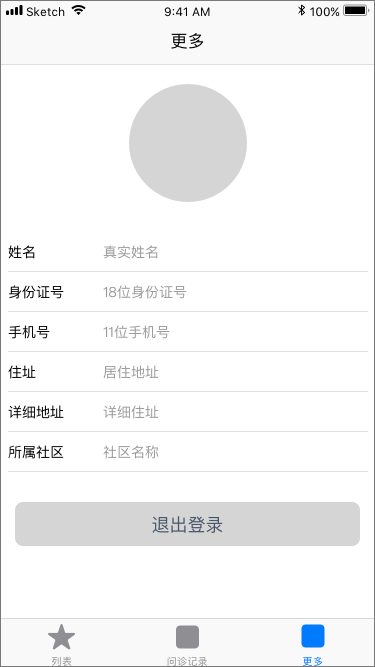 Sketch 9:41 AM 100%
更多
姓名 真实姓名
身份证号 18位身份证号
手机号 11位手机号
住址 居住地址
详细地址 详细住址
所属社区 社区名称
退出登录
列表 问诊记录 更多